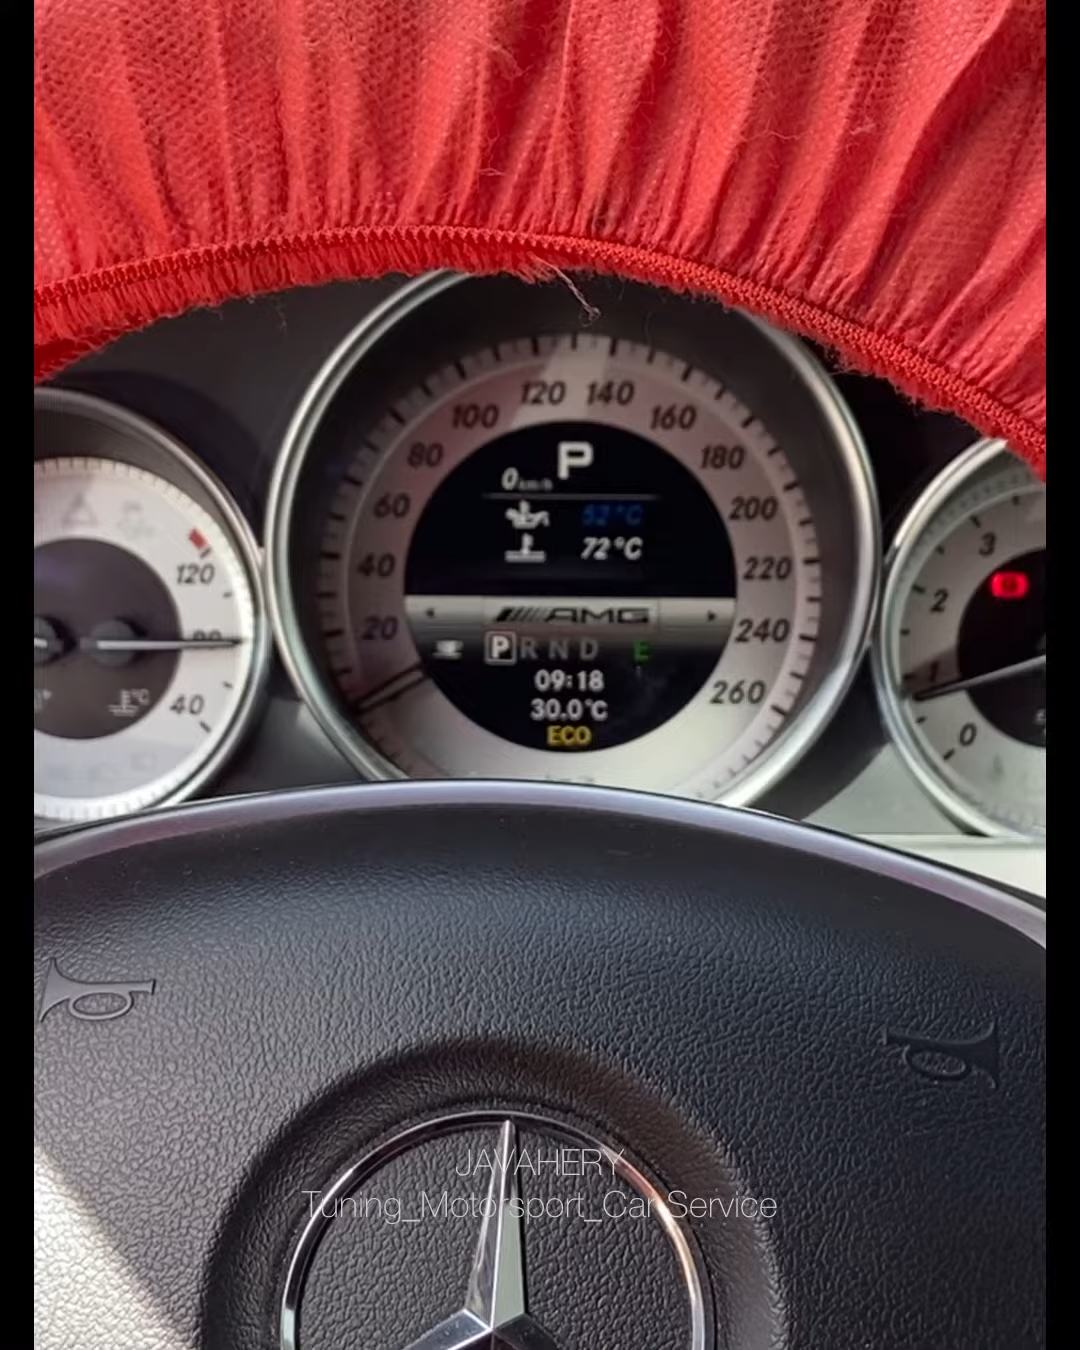 120 140
100 160
80 180
60 200
40 220
20 240
260
P
0 km/h
52°C
72°C
AMG
P R N D E
09:18
30.0°C
ECO
120
80
40
°C
3
2
1
0
JAVAHERY
Tuning_Motorsport_Car Service